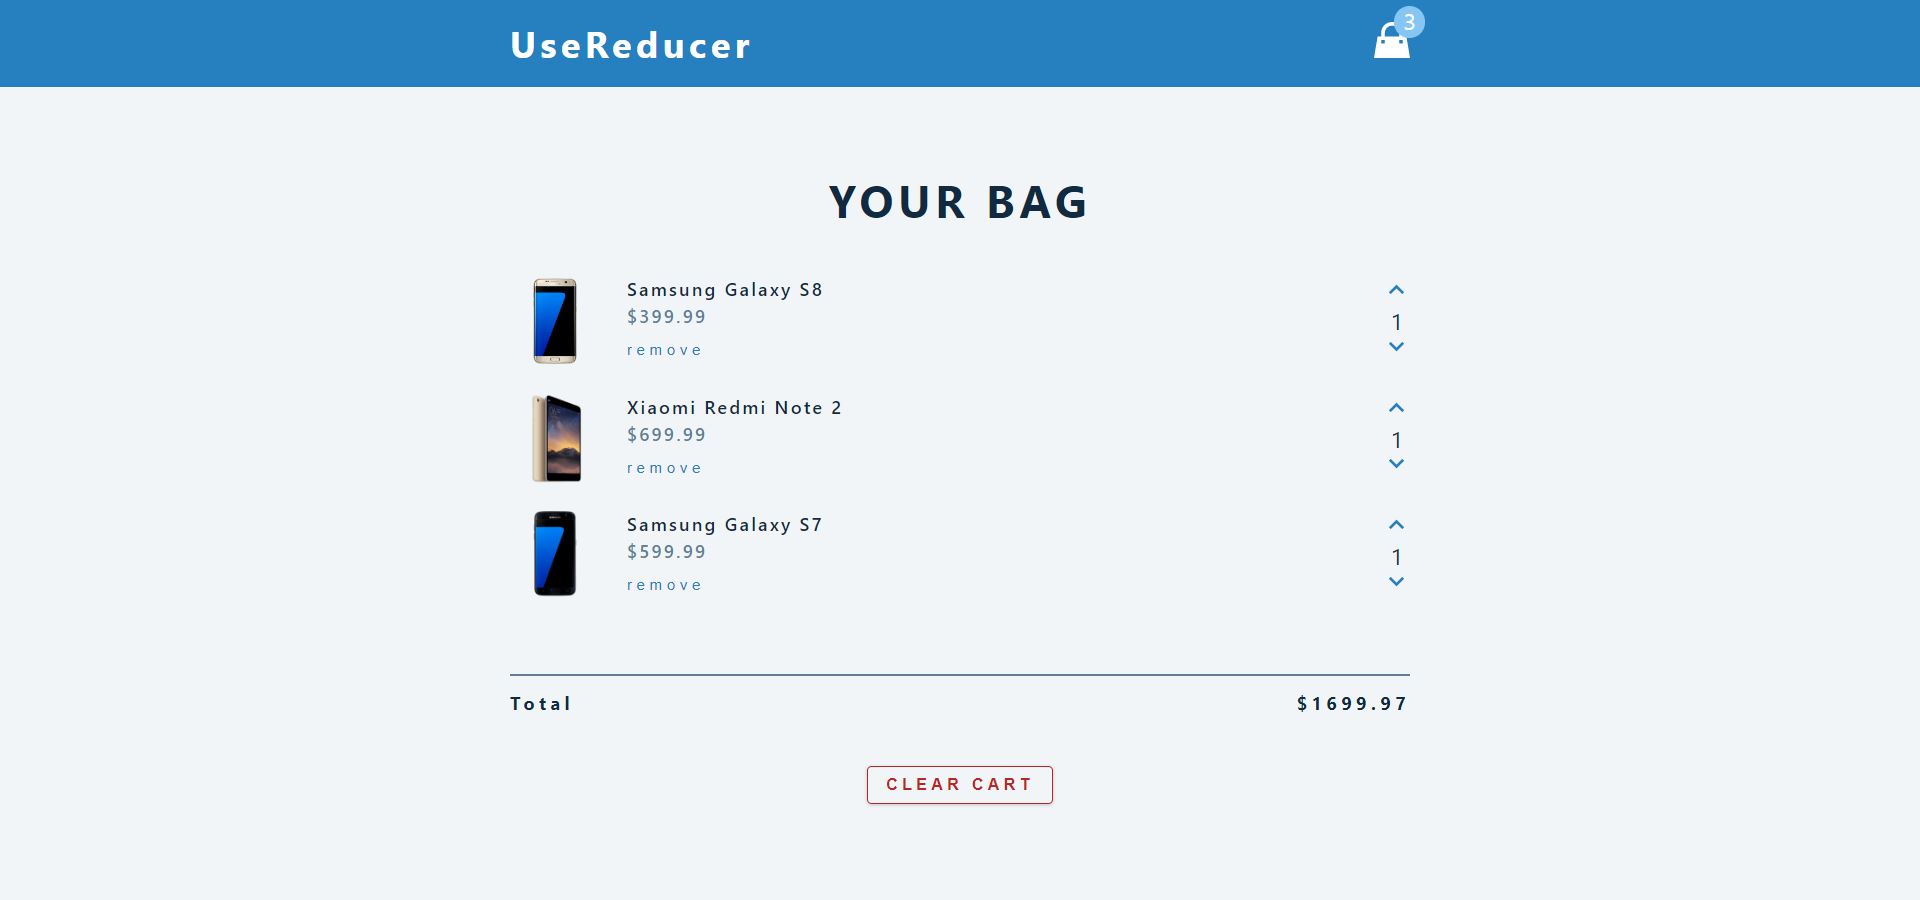 UseReducer
3
YOUR BAG
Samsung Galaxy S8
$399.99
remove
1
Xiaomi Redmi Note 2
$699.99
remove
1
Samsung Galaxy S7
$599.99
remove
1
Total $1699.97
CLEAR CART